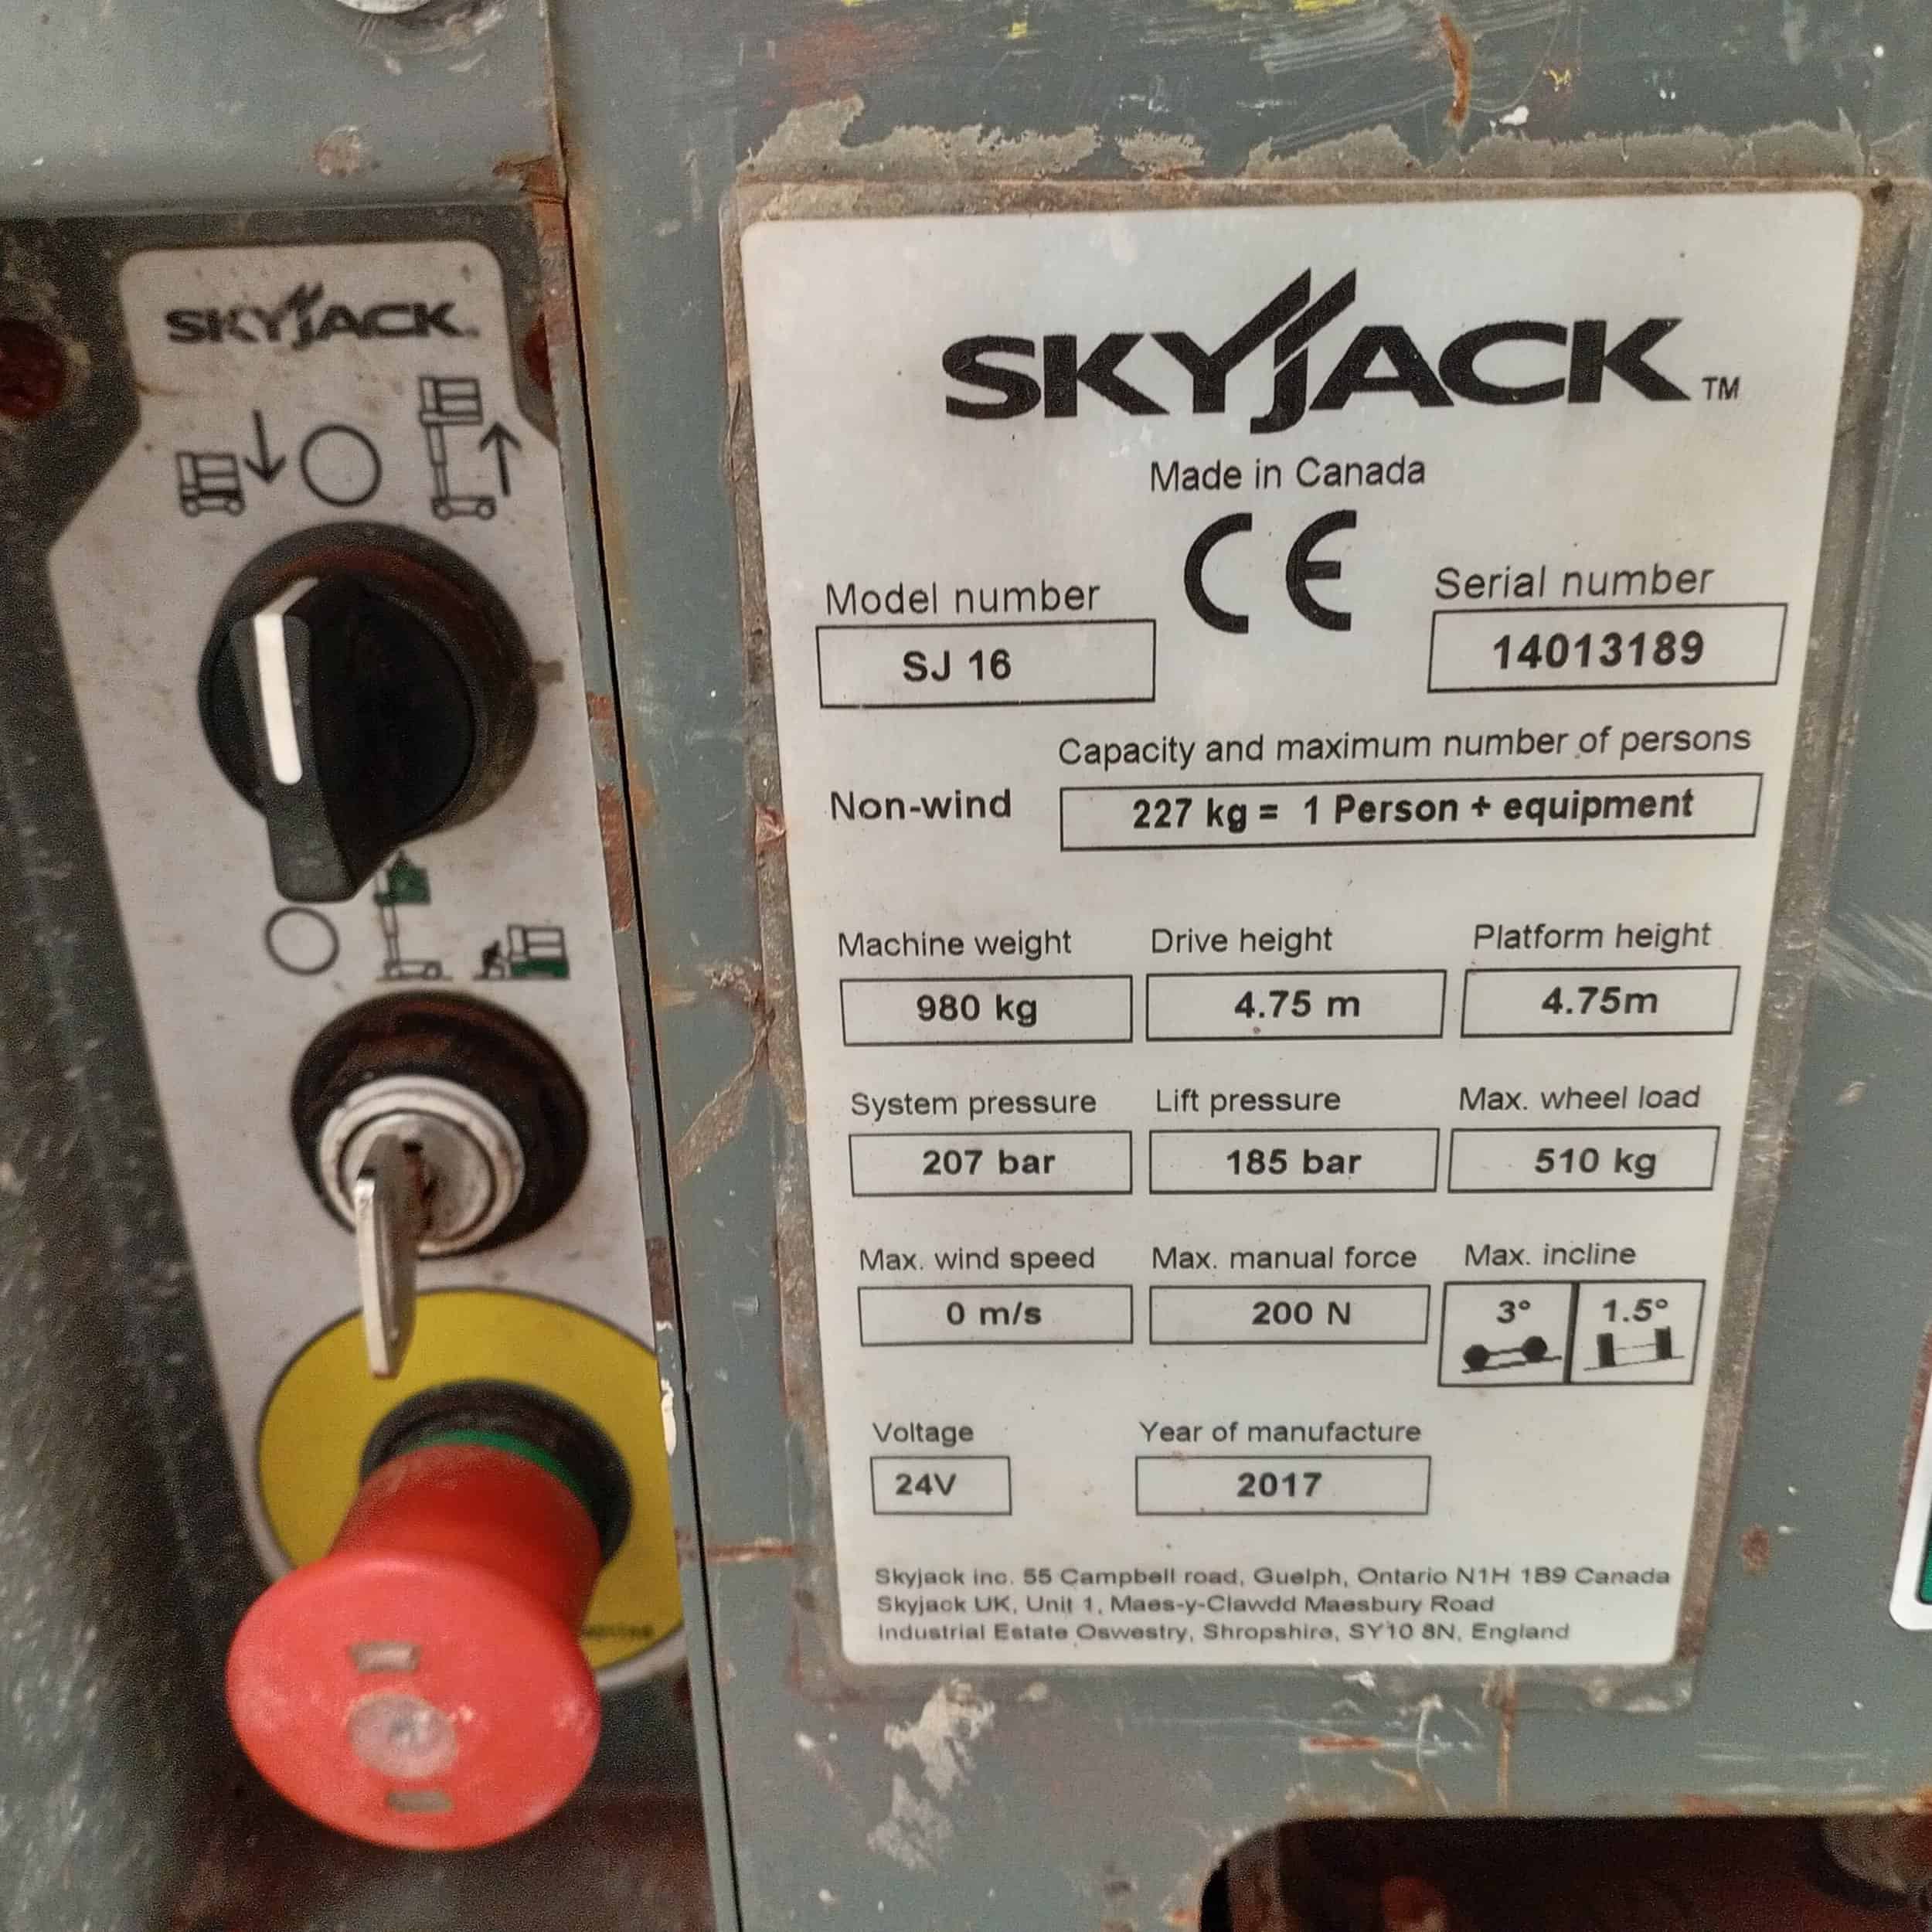 SKYJACK
SKYJACK™
Made in Canada
CE
Model number
SJ 16
Serial number
14013189
Capacity and maximum number of persons
Non-wind
227 kg = 1 Person + equipment
Machine weight Drive height Platform height
980 kg 4.75 m 4.75m
System pressure Lift pressure Max. wheel load
207 bar 185 bar 510 kg
Max. wind speed Max. manual force Max. incline
0 m/s 200 N 3° 1.5°
Voltage Year of manufacture
24V 2017
Skyjack inc. 55 Campbell road, Guelph, Ontario N1H 1B9 Canada
Skyjack UK, Unit 1, Maes-y-Clawdd Maesbury Road
Industrial Estate Oswestry, Shropshire, SY10 8N, England